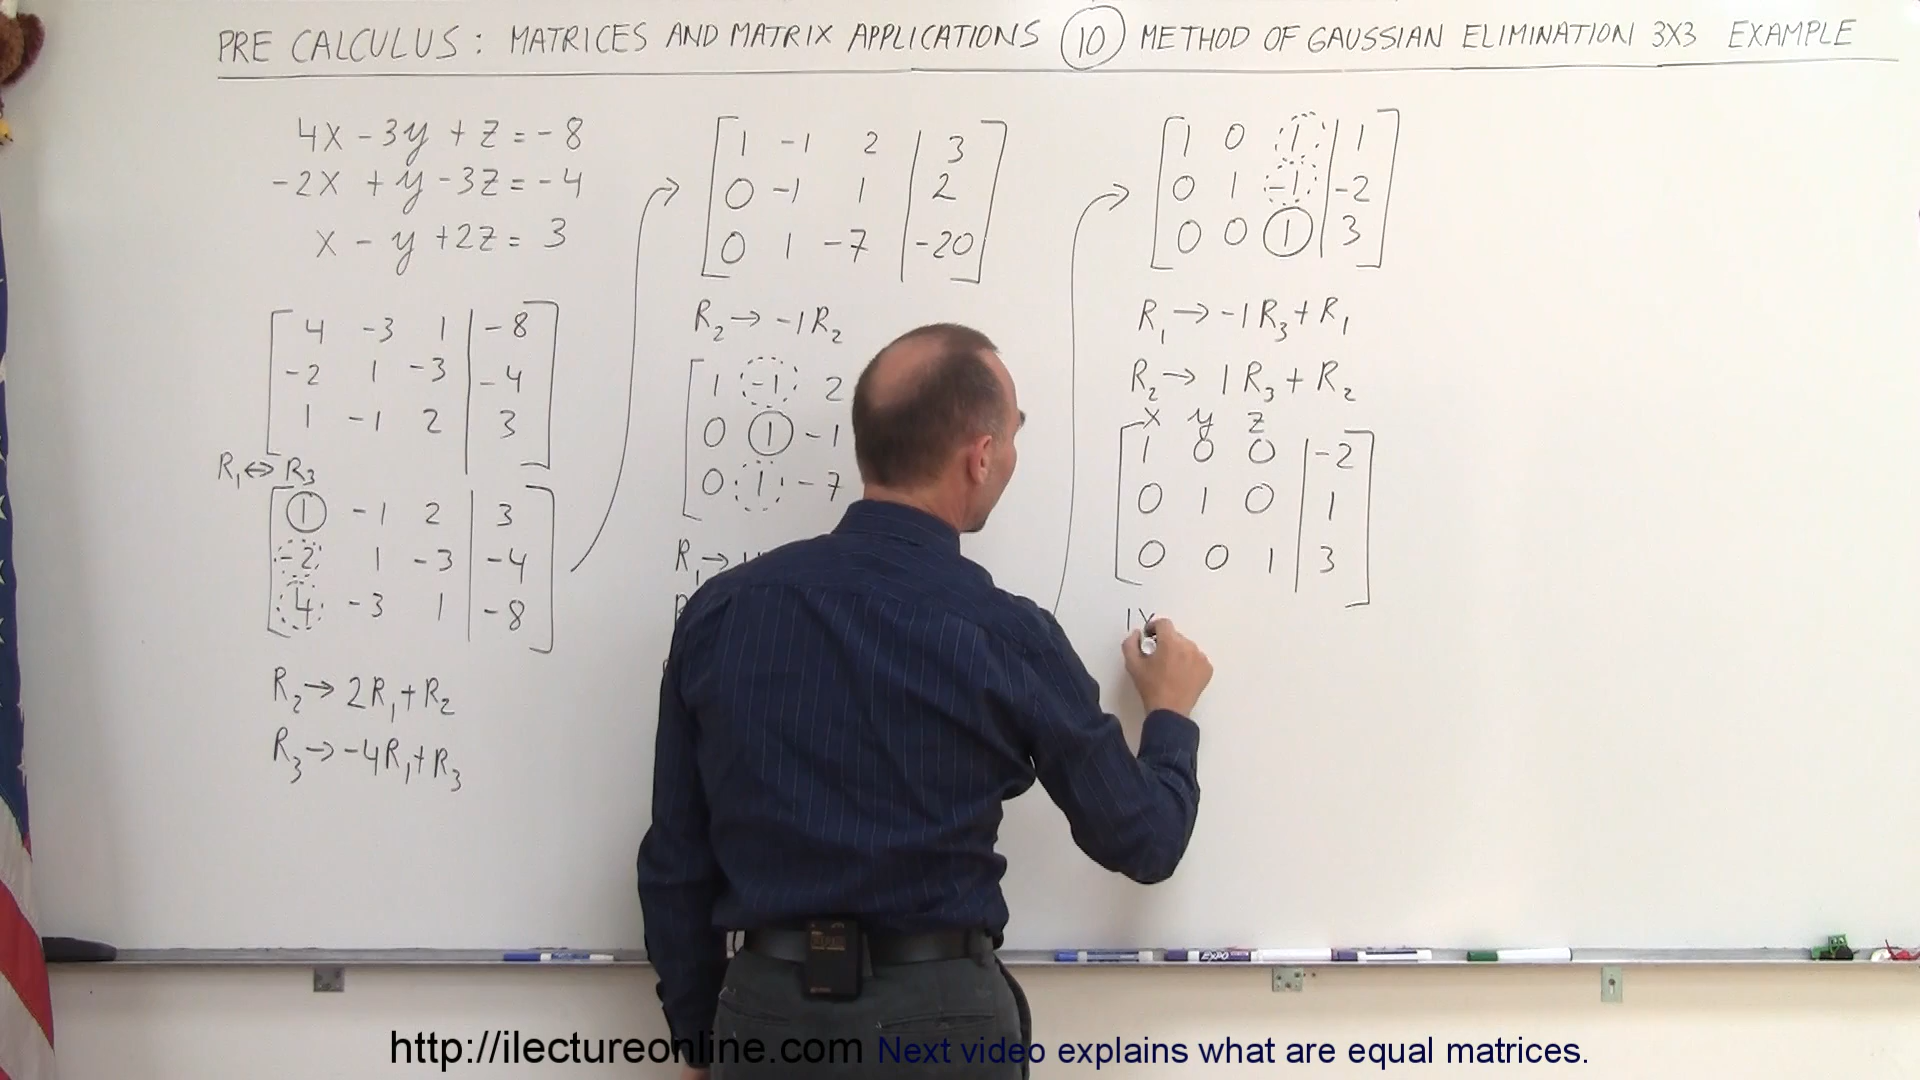 PRE CALCULUS: MATRICES AND MATRIX APPLICATIONS 10 METHOD OF GAUSSIAN ELIMINATION 3X3 EXAMPLE
4x - 3y + z = -8
-2x + y - 3z = -4
x - y + 2z = 3
4 -3 1 | -8
-2 1 -3 | -4
1 -1 2 | 3
R1 ↔ R3
1 -1 2 | 3
-2 1 -3 | -4
4 -3 1 | -8
R2 → 2R1 + R2
R3 → -4R1 + R3
1 -1 2 | 3
0 -1 1 | 2
0 1 -7 | -20
R2 → -1R2
1 -1 2
0 1 -1
0 1 -7
R1 →
1 0 1 | 1
0 1 -1 | -2
0 0 1 | 3
R1 → -1R3 + R1
R2 → 1R3 + R2
x y z
1 0 0 | -2
0 1 0 | 1
0 0 1 | 3
1x
EXPO
http://ilectureonline.com Next video explains what are equal matrices.